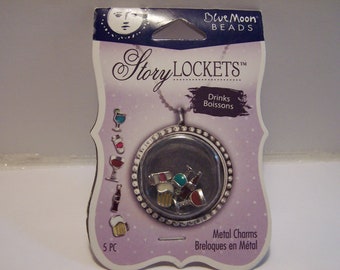 Blue Moon
BEADS
Story LOCKETS™
Drinks
Boissons
5 PC
Metal Charms
Breloques en Métal